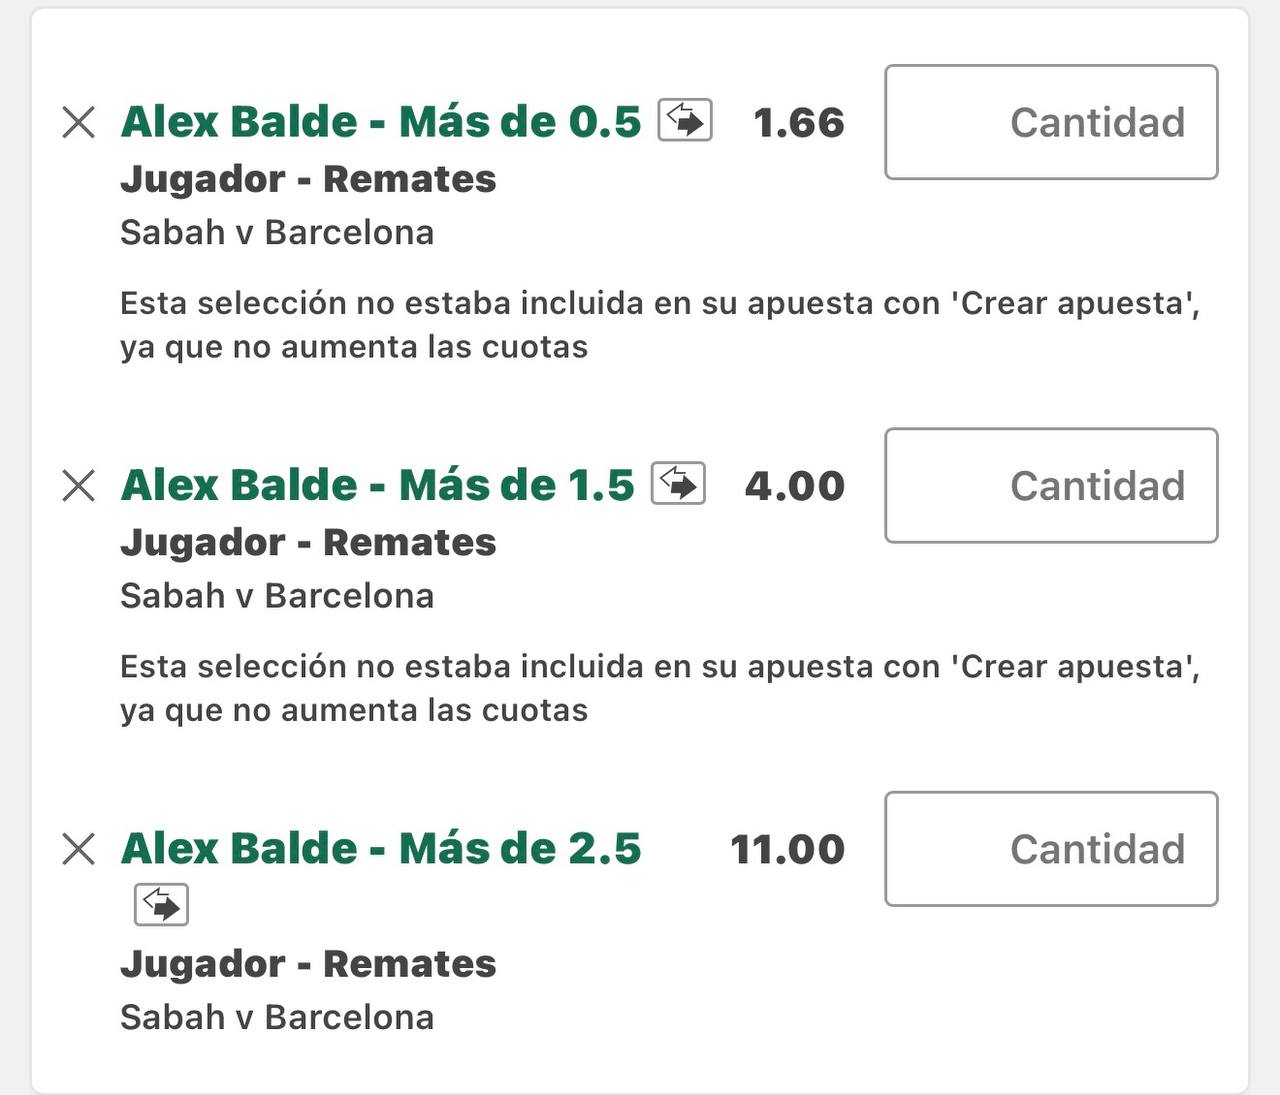 Alex Balde - Más de 0.5 1.66 Cantidad
Jugador - Remates
Sabah v Barcelona
Esta selección no estaba incluida en su apuesta con 'Crear apuesta',
ya que no aumenta las cuotas
Alex Balde - Más de 1.5 4.00 Cantidad
Jugador - Remates
Sabah v Barcelona
Esta selección no estaba incluida en su apuesta con 'Crear apuesta',
ya que no aumenta las cuotas
Alex Balde - Más de 2.5 11.00 Cantidad
Jugador - Remates
Sabah v Barcelona